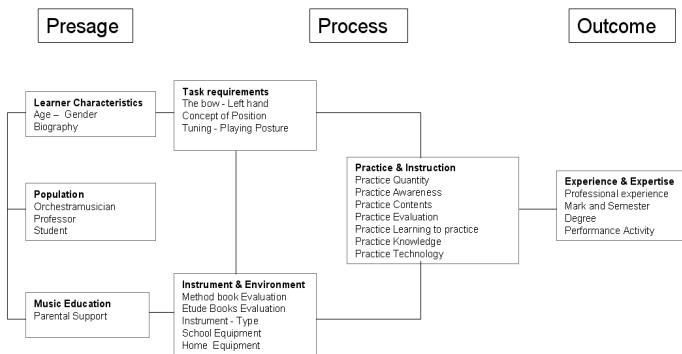 Presage
Process
Outcome
Learner Characteristics
Age – Gender
Biography
Population
Orchestramusician
Professor
Student
Music Education
Parental Support
Task requirements
The bow - Left hand
Concept of Position
Tuning - Playing Posture
Instrument & Environment
Method book Evaluation
Etude Books Evaluation
Instrument - Type
School Equipment
Home Equipment
Practice & Instruction
Practice Quantity
Practice Awareness
Practice Contents
Practice Evaluation
Practice Learning to practice
Practice Knowledge
Practice Technology
Experience & Expertise
Professional experience
Mark and Semester
Degree
Performance Activity